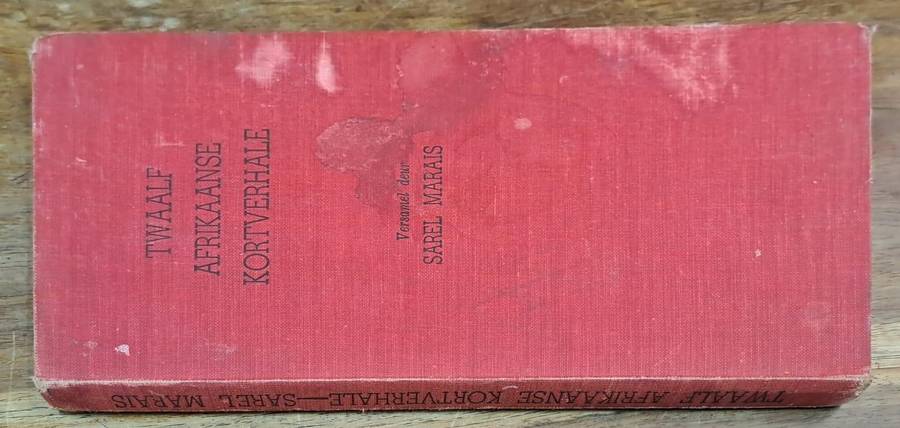 TWAALF
AFRIKAANSE
KORTVERHALE
Versamel deur
SAREL MARAIS
TWAALF AFRIKAANSE KORTVERHALE—SAREL MARAIS